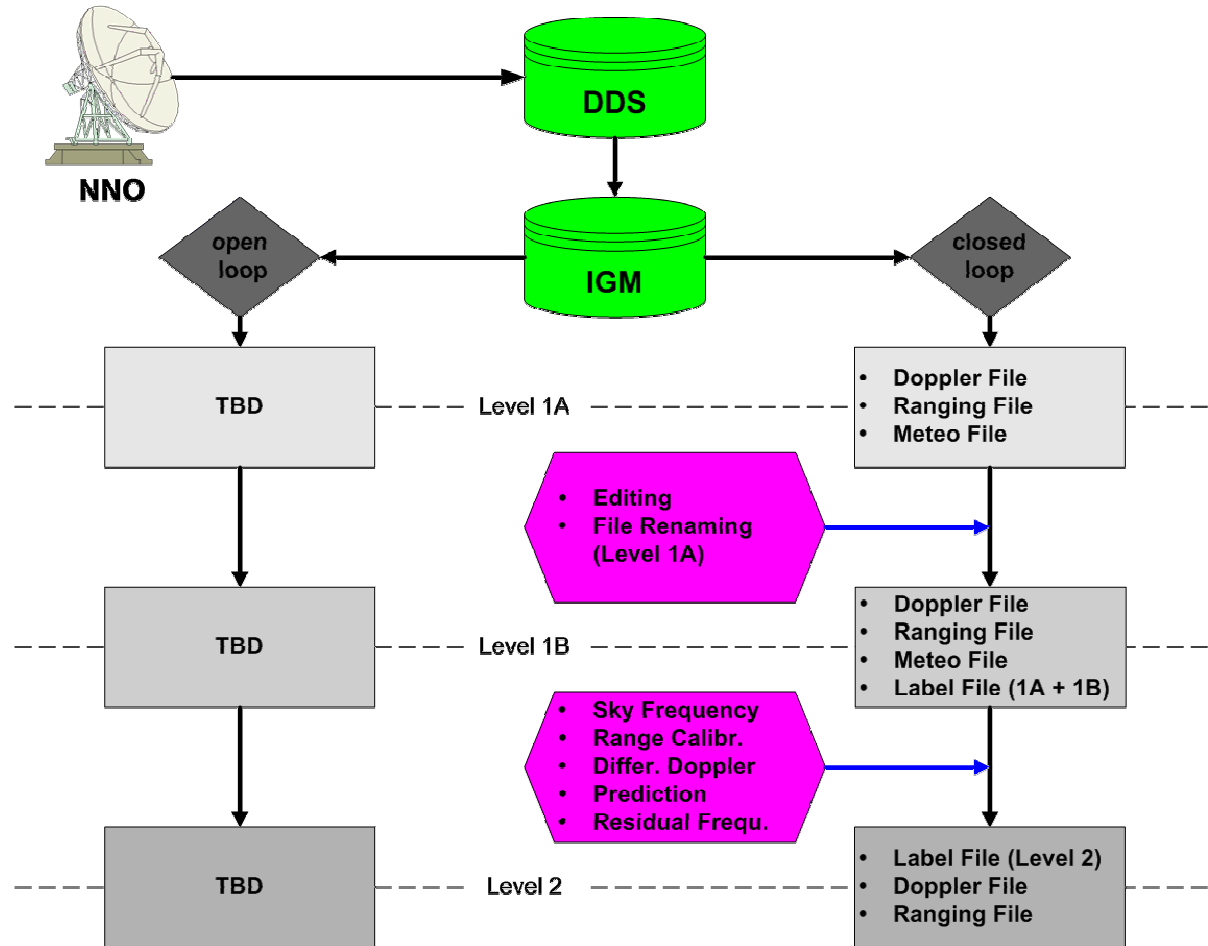 DDS
NNO
IGM
open
loop
closed
loop
TBD
Level 1A
• Doppler File
• Ranging File
• Meteo File
• Editing
• File Renaming
(Level 1A)
TBD
Level 1B
• Doppler File
• Ranging File
• Meteo File
• Label File (1A + 1B)
• Sky Frequency
• Range Calibr.
• Differ. Doppler
• Prediction
• Residual Frequ.
TBD
Level 2
• Label File (Level 2)
• Doppler File
• Ranging File